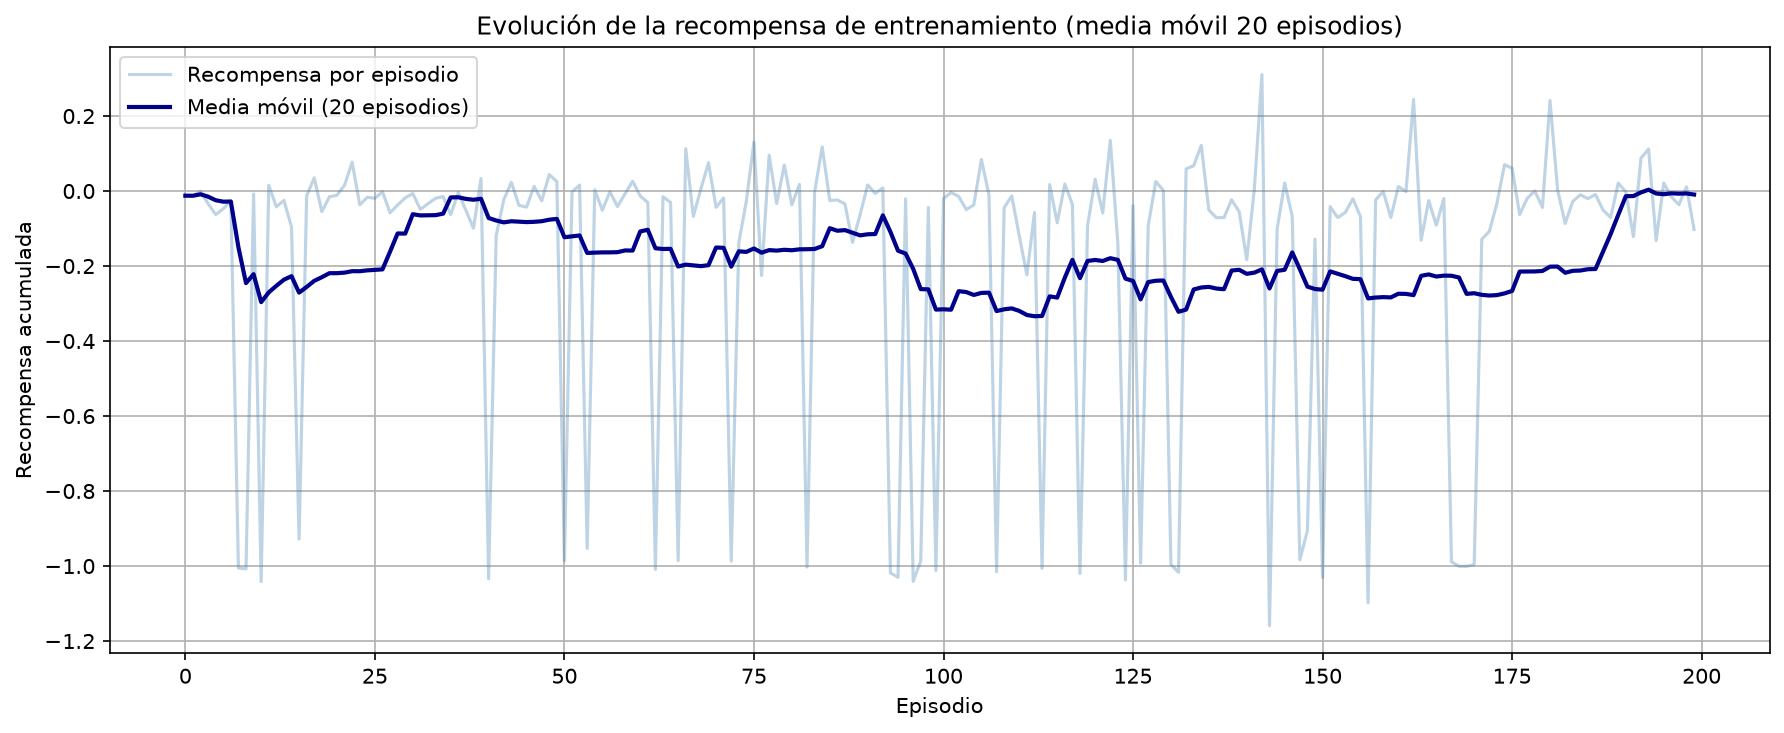 Evolución de la recompensa de entrenamiento (media móvil 20 episodios)
Recompensa por episodio
Media móvil (20 episodios)
Recompensa acumulada
0.2
0.0
−0.2
−0.4
−0.6
−0.8
−1.0
−1.2
0 25 50 75 100 125 150 175 200
Episodio